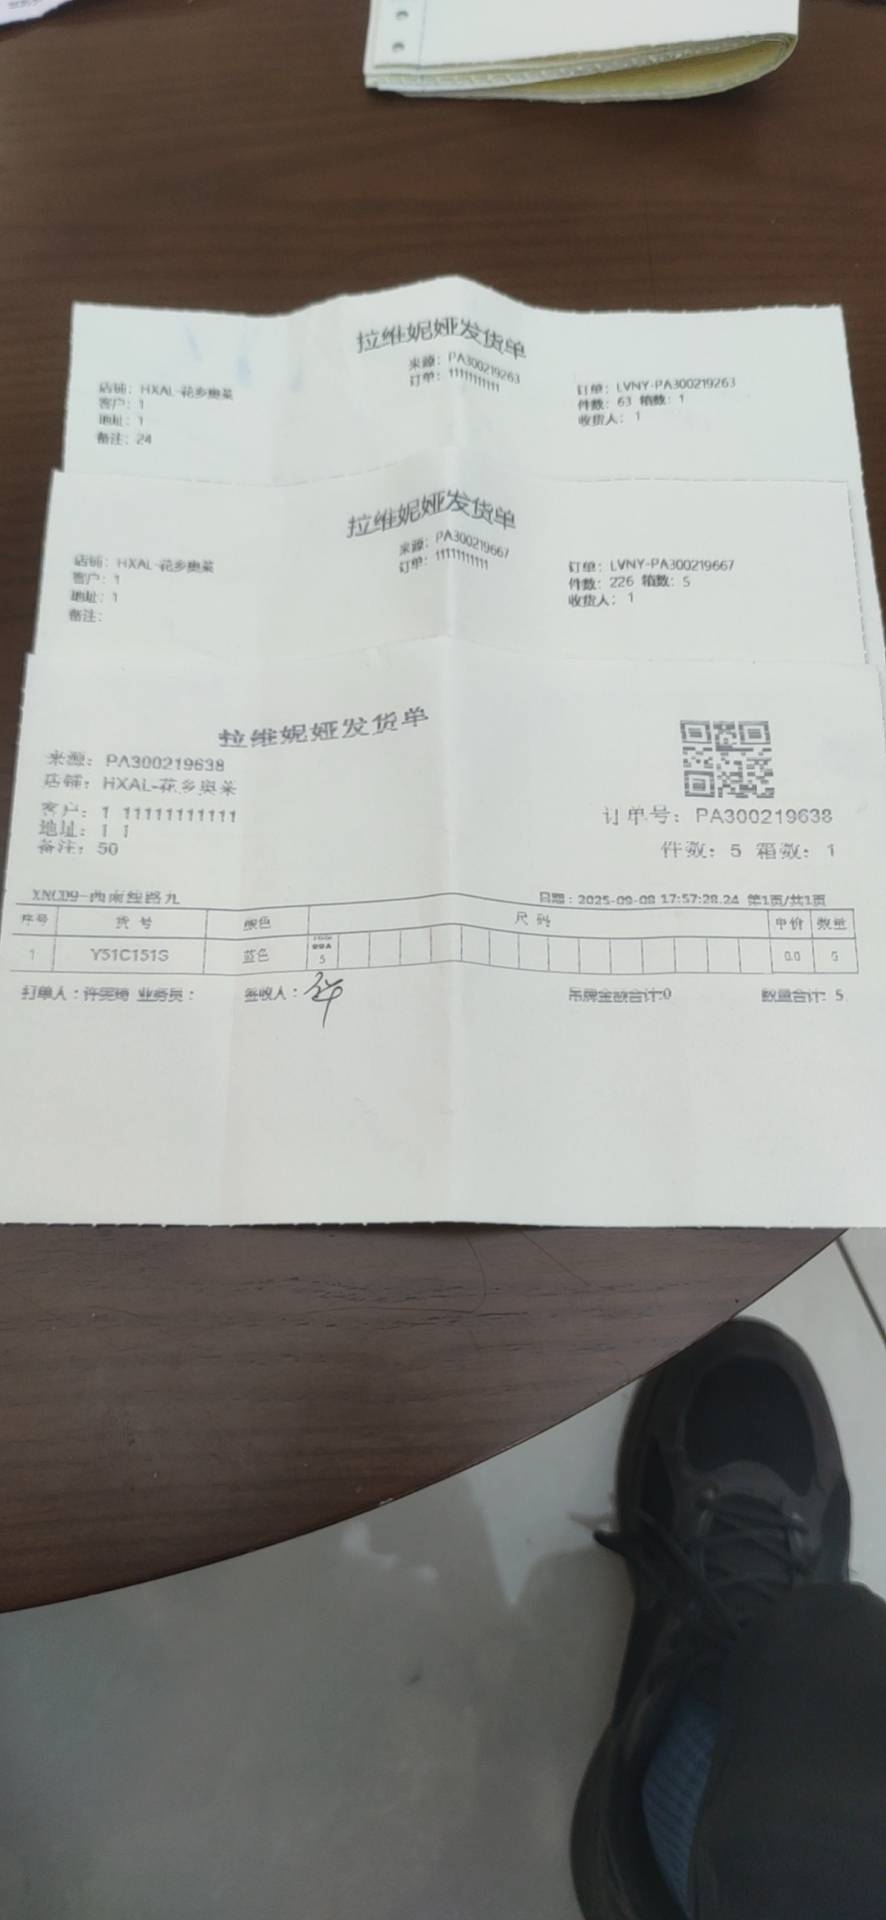 拉维妮娅发货单
来源：PA300219263
订单：1111111111
店铺：HXAL-花乡奥莱
客户：1
地址：1
备注：24
订单：LVNY-PA300219263
件数：63 箱数：1
收货人：1
拉维妮娅发货单
来源：PA300219667
订单：11111111111
店铺：HXAL-花乡奥莱
客户：1
地址：1
备注：
订单：LVNY-PA300219667
件数：226 箱数：5
收货人：1
拉维妮娅发货单
来源：PA300219638
店铺：HXAL-花乡奥莱
客户：1 11111111111
地址：1 1
备注：50
订单号：PA300219638
件数：5 箱数：1
日期：2025-09-08 17:57:28.24 第1页/共1页
序号 货号 颜色 尺码 单价 数量
1 Y51C151S 蓝色 5 0.0 5
打单人： 业务员： 签收人： 吊牌金额合计:0 数量合计: 5